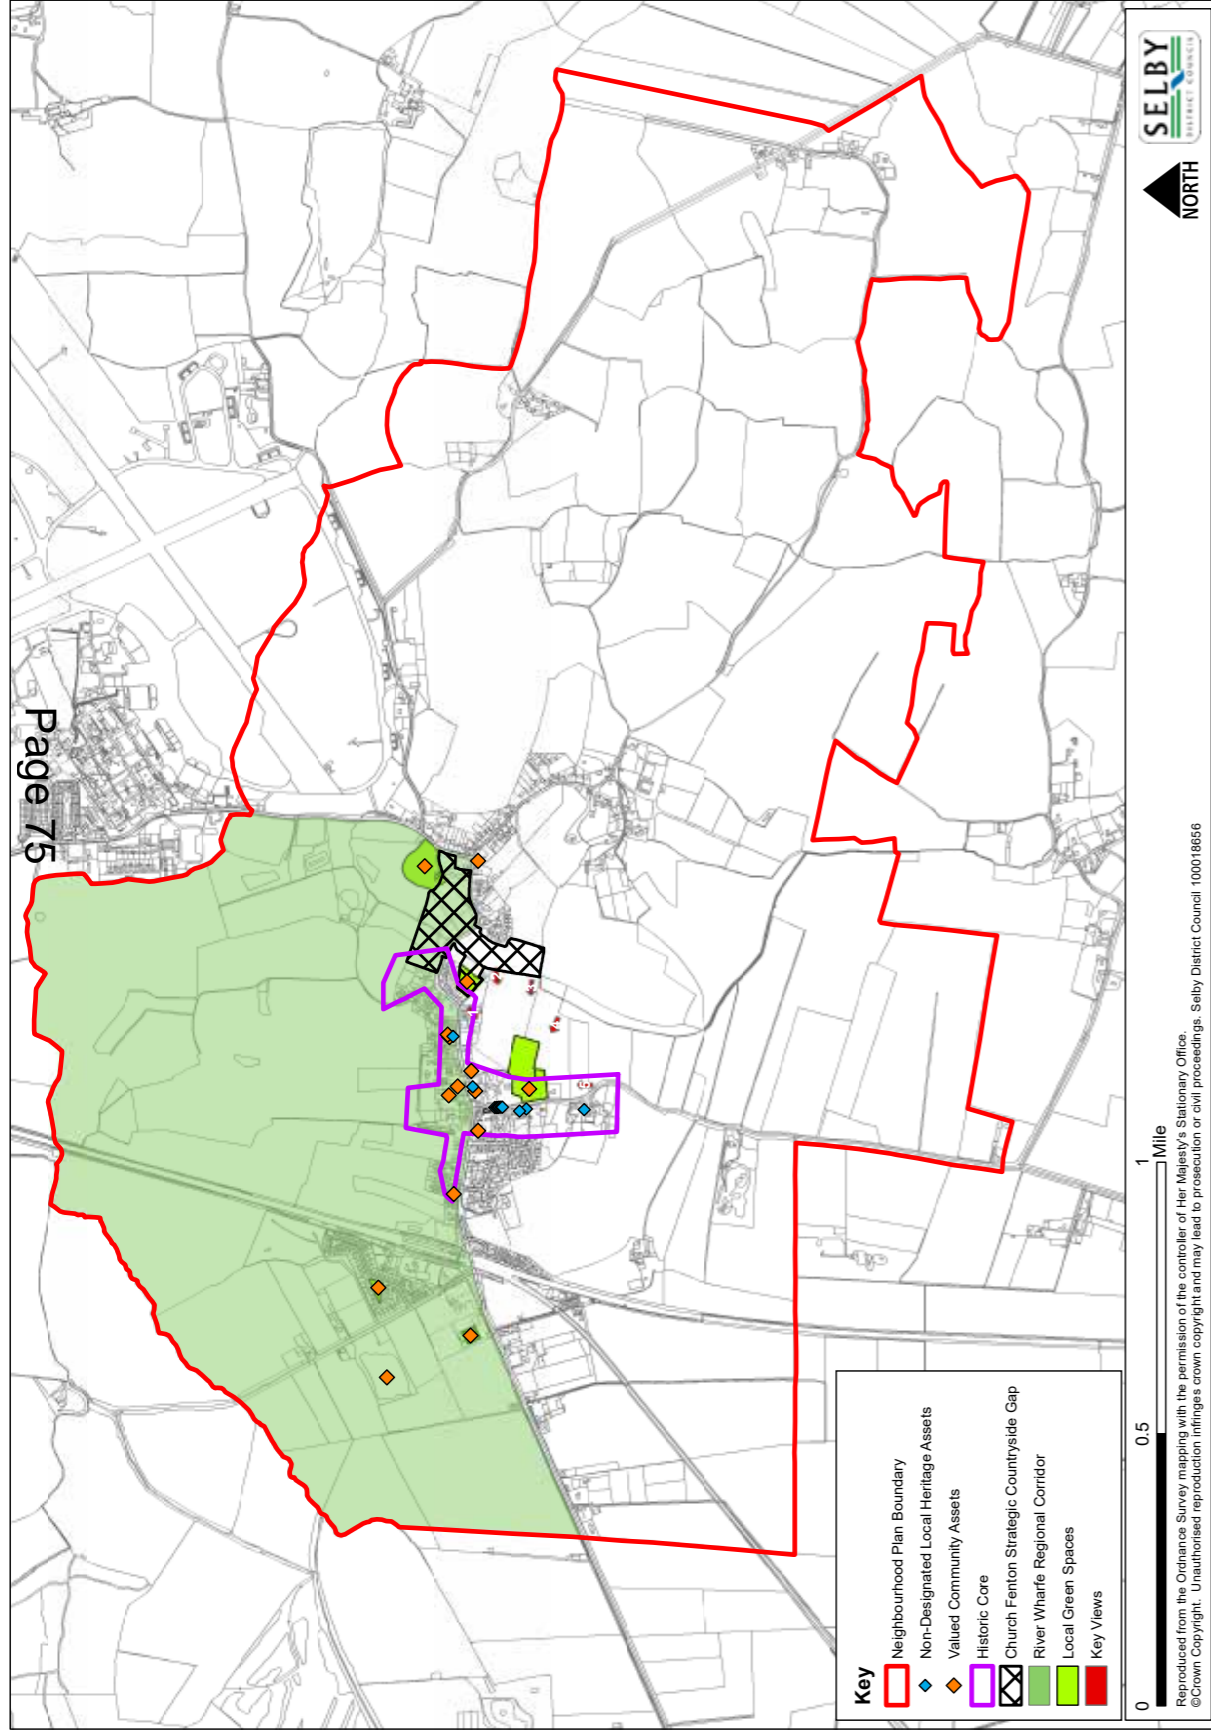 Page 75
SELBY
DISTRICT COUNCIL
NORTH
Key
Neighbourhood Plan Boundary
Non-Designated Local Heritage Assets
Valued Community Assets
Historic Core
Church Fenton Strategic Countryside Gap
River Wharfe Regional Corridor
Local Green Spaces
Key Views
0
0.5
1
Mile
Reproduced from the Ordnance Survey mapping with the permission of the controller of Her Majesty's Stationary Office.
©Crown Copyright. Unauthorised reproduction infringes crown copyright and may lead to prosecution or civil proceedings. Selby District Council 100018656